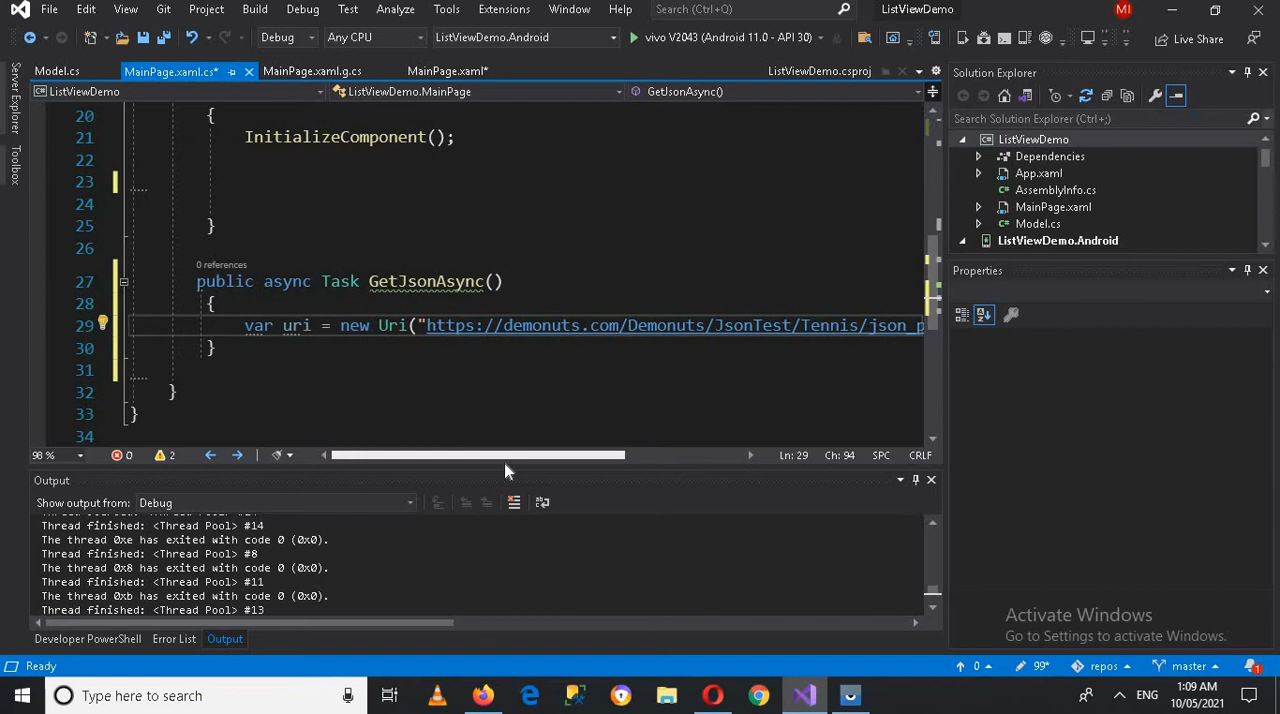 File Edit View Git Project Build Debug Test Analyze Tools Extensions Window Help Search (Ctrl+Q) ListViewDemo MI
Debug Any CPU ListViewDemo.Android vivo V2043 (Android 11.0 - API 30) Live Share
Server Explorer
Toolbox
Model.cs MainPage.xaml.cs* MainPage.xaml.g.cs MainPage.xaml* ListViewDemo.csproj
ListViewDemo ListViewDemo.MainPage GetJsonAsync()
20 {
21 InitializeComponent();
22
23
24
25 }
26
0 references
27 public async Task GetJsonAsync()
28 {
29 var uri = new Uri("https://demonuts.com/Demonuts/JsonTest/Tennis/json_p
30 }
31
32 }
33 }
34
98 % 0 2 Ln: 29 Ch: 94 SPC CRLF
Output
Show output from: Debug
Thread finished: <Thread Pool> #14
The thread 0xe has exited with code 0 (0x0).
Thread finished: <Thread Pool> #8
The thread 0x8 has exited with code 0 (0x0).
Thread finished: <Thread Pool> #11
The thread 0xb has exited with code 0 (0x0).
Thread finished: <Thread Pool> #13
Developer PowerShell Error List Output
Solution Explorer
Search Solution Explorer (Ctrl+;)
ListViewDemo
Dependencies
App.xaml
AssemblyInfo.cs
MainPage.xaml
Model.cs
ListViewDemo.Android
Properties
Activate Windows
Go to Settings to activate Windows.
Ready 0 99* repos master 1
Type here to search
ENG
1:09 AM
10/05/2021